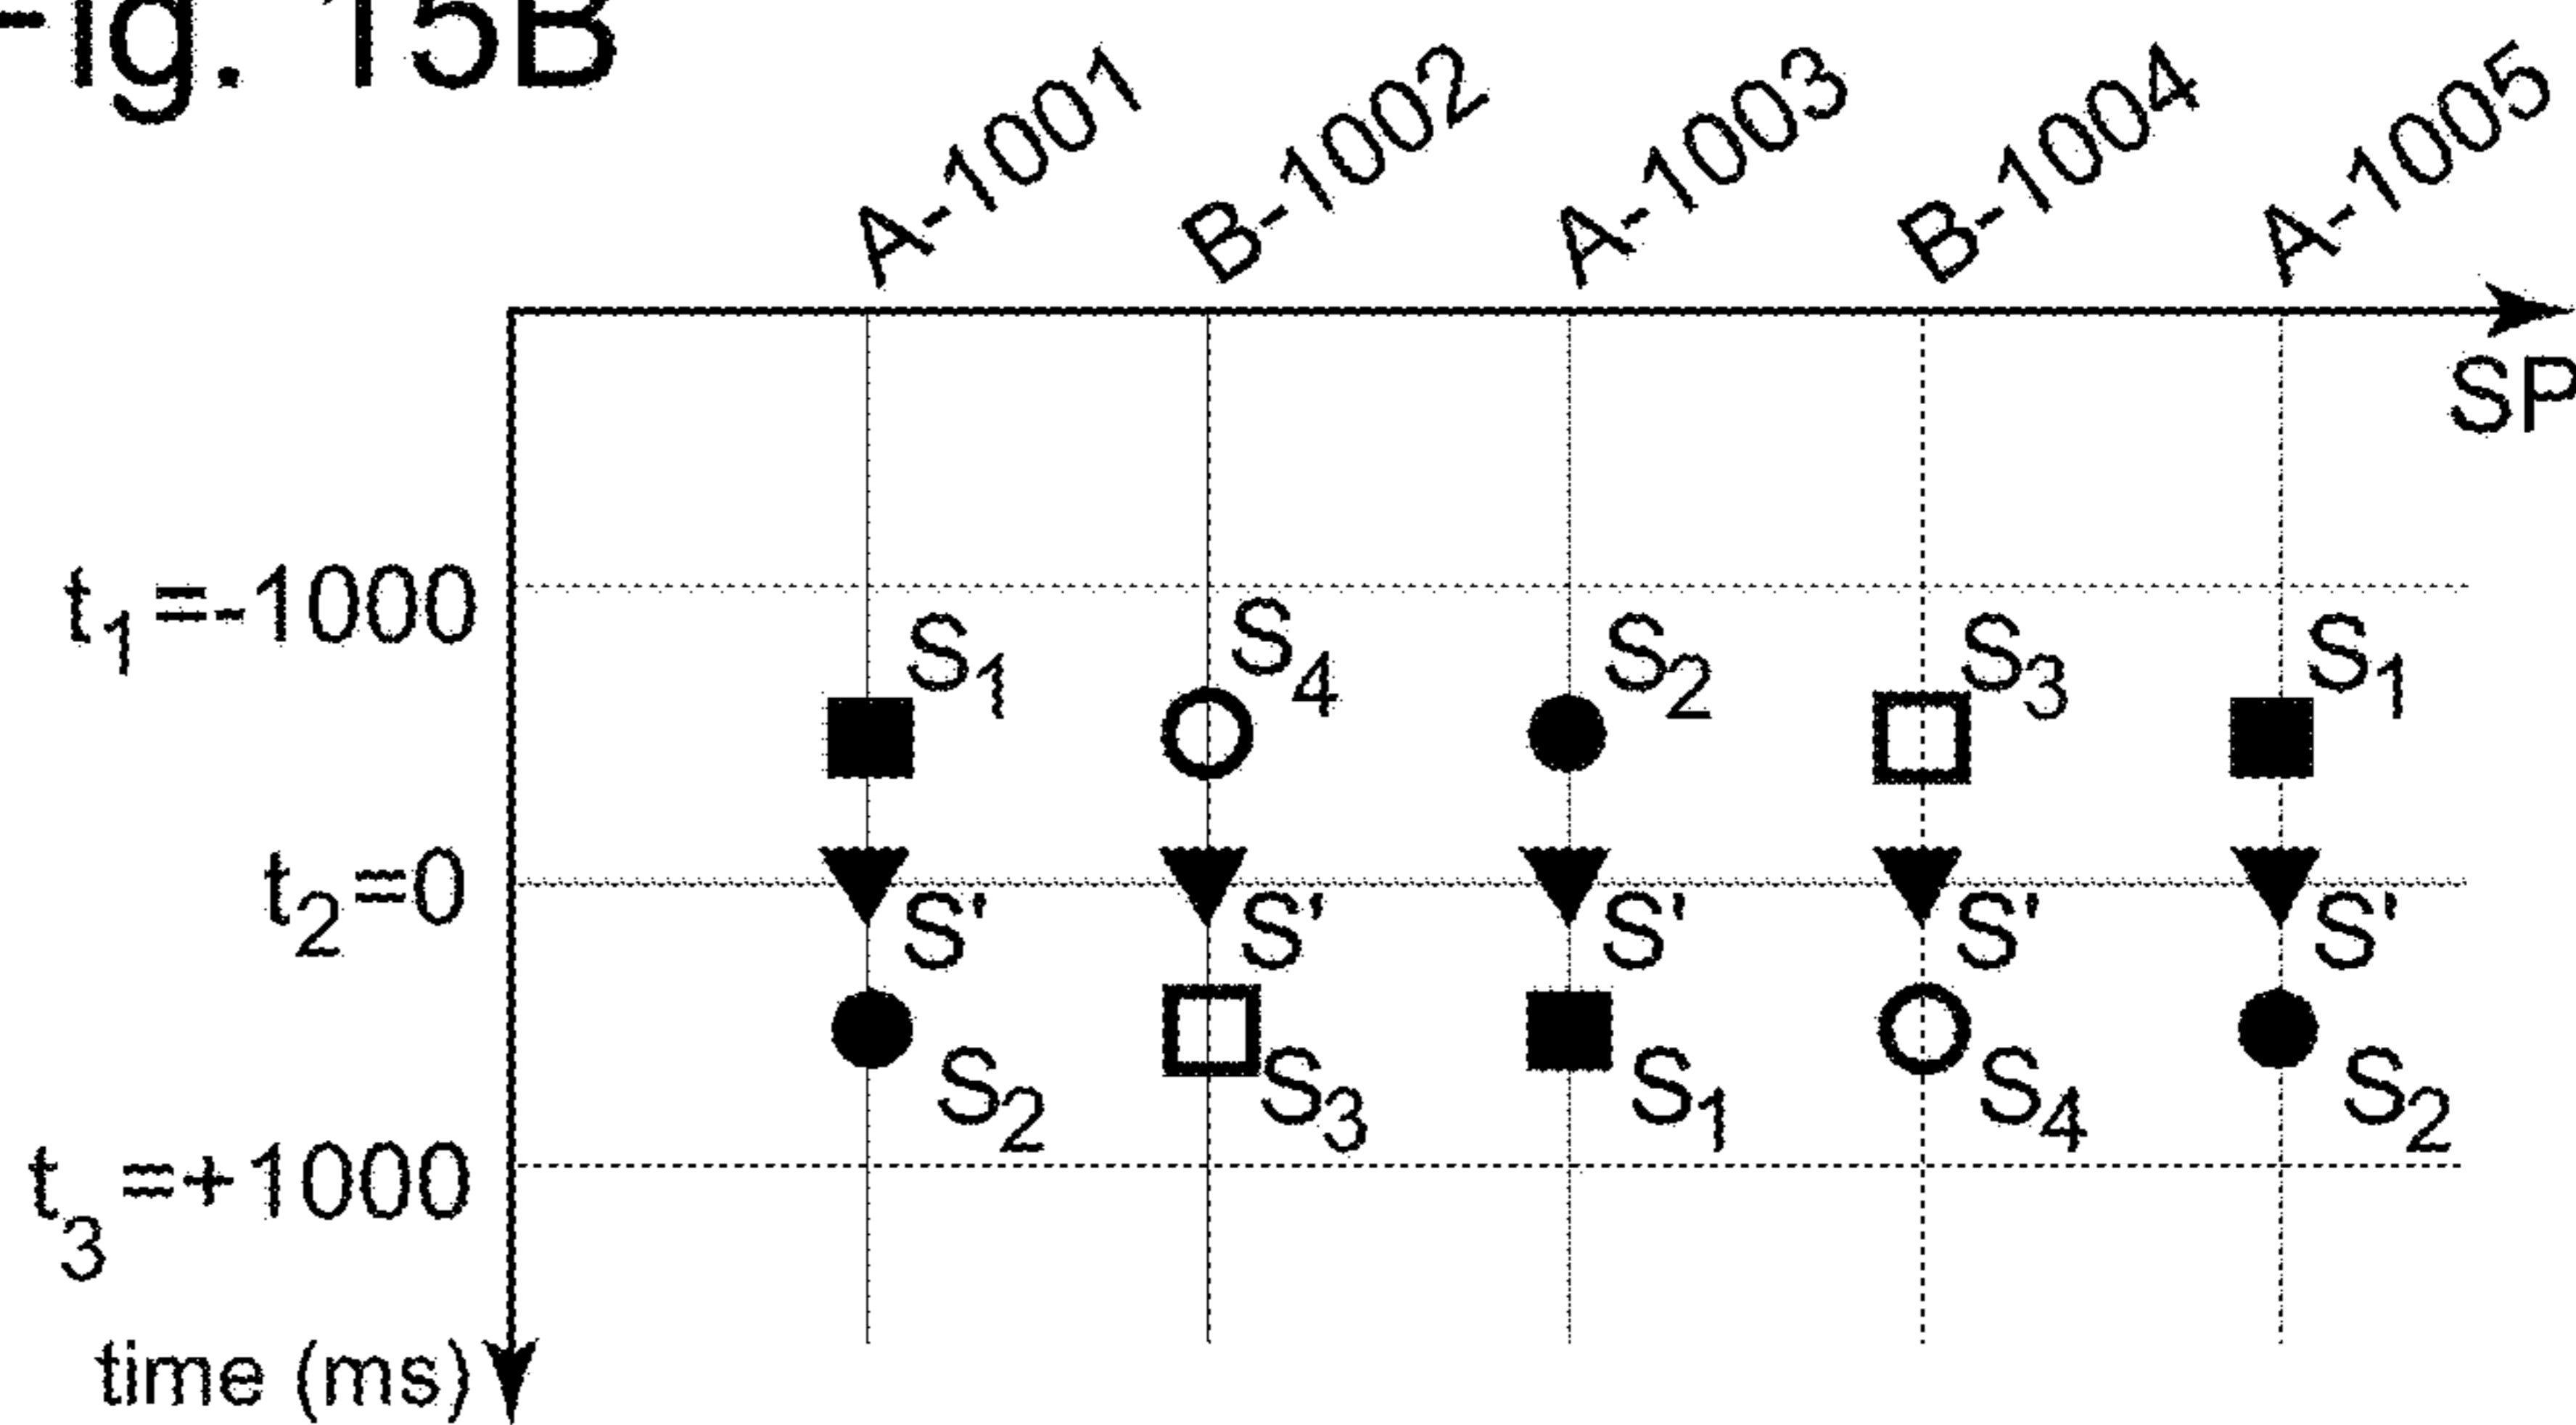 Fig. 15B
A-1001 B-1002 A-1003 B-1004 A-1005
SP
t1=-1000
S1 S4 S2 S3 S1
t2=0
S' S' S' S' S'
S2 S3 S1 S4 S2
t3=+1000
time (ms)